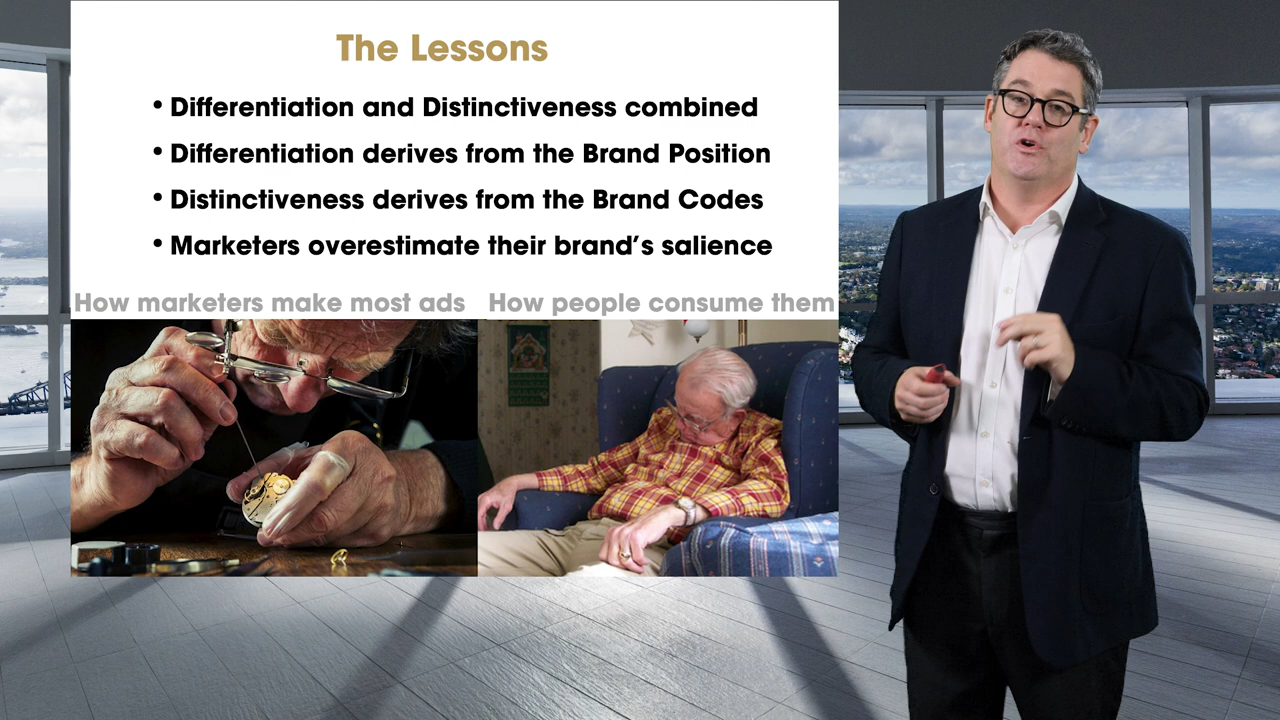 The Lessons
• Differentiation and Distinctiveness combined
• Differentiation derives from the Brand Position
• Distinctiveness derives from the Brand Codes
• Marketers overestimate their brand’s salience
How marketers make most ads How people consume them